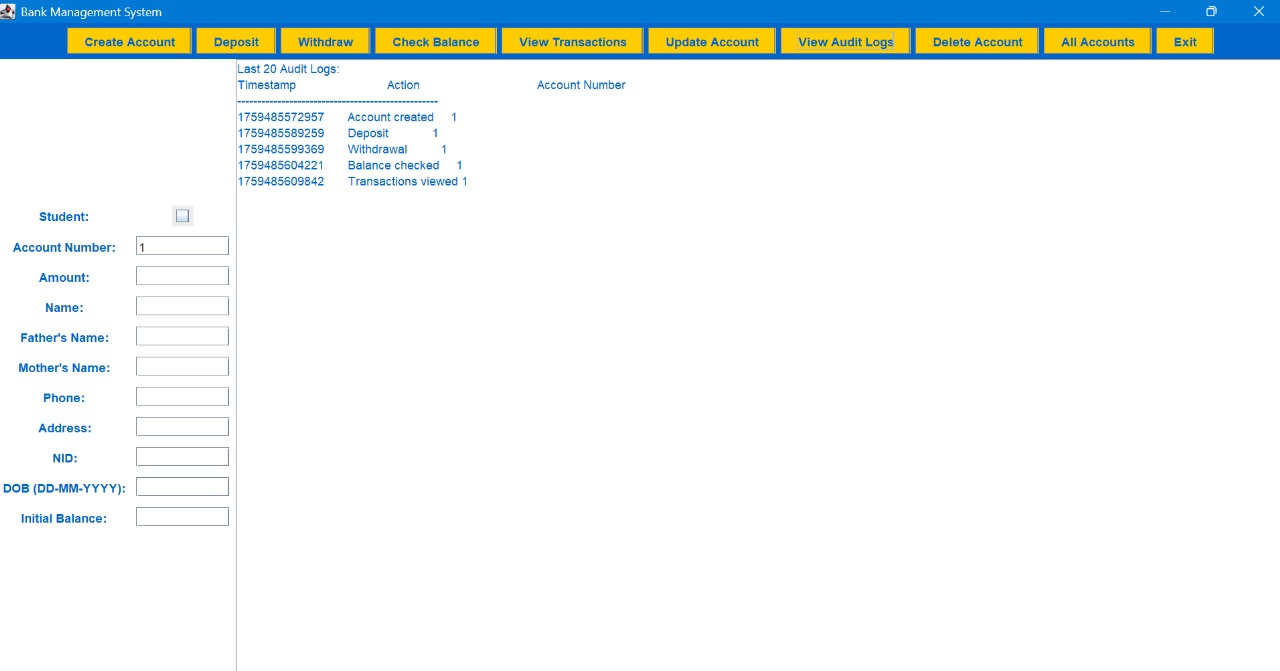 Bank Management System
Create Account Deposit Withdraw Check Balance View Transactions Update Account View Audit Logs Delete Account All Accounts Exit
Last 20 Audit Logs:
Timestamp Action Account Number
--------------------------------------------------
1759485572957 Account created 1
1759485589259 Deposit 1
1759485599369 Withdrawal 1
1759485604221 Balance checked 1
1759485609842 Transactions viewed 1
Student:
Account Number: 1
Amount:
Name:
Father's Name:
Mother's Name:
Phone:
Address:
NID:
DOB (DD-MM-YYYY):
Initial Balance: